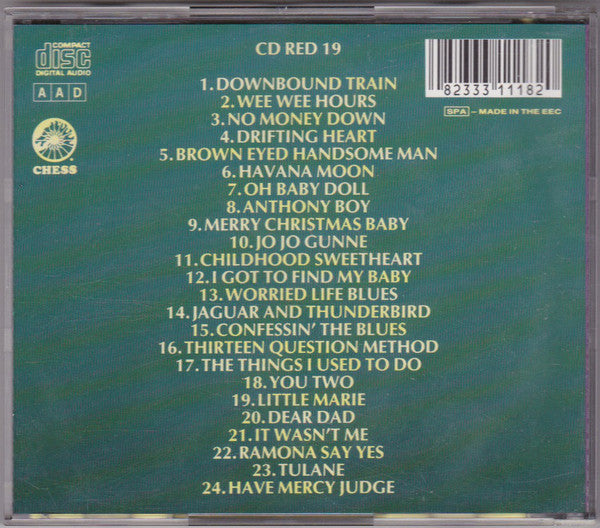 COMPACT
disc
DIGITAL AUDIO
A A D
CHESS
CD RED 19
82333 11182
SPA – MADE IN THE EEC
1. DOWNBOUND TRAIN
2. WEE WEE HOURS
3. NO MONEY DOWN
4. DRIFTING HEART
5. BROWN EYED HANDSOME MAN
6. HAVANA MOON
7. OH BABY DOLL
8. ANTHONY BOY
9. MERRY CHRISTMAS BABY
10. JO JO GUNNE
11. CHILDHOOD SWEETHEART
12. I GOT TO FIND MY BABY
13. WORRIED LIFE BLUES
14. JAGUAR AND THUNDERBIRD
15. CONFESSIN' THE BLUES
16. THIRTEEN QUESTION METHOD
17. THE THINGS I USED TO DO
18. YOU TWO
19. LITTLE MARIE
20. DEAR DAD
21. IT WASN'T ME
22. RAMONA SAY YES
23. TULANE
24. HAVE MERCY JUDGE